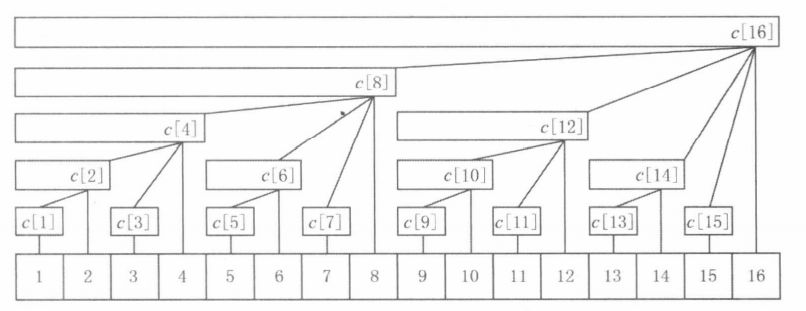 c[16]
c[8]
c[4] c[12]
c[2] c[6] c[10] c[14]
c[1] c[3] c[5] c[7] c[9] c[11] c[13] c[15]
1 2 3 4 5 6 7 8 9 10 11 12 13 14 15 16